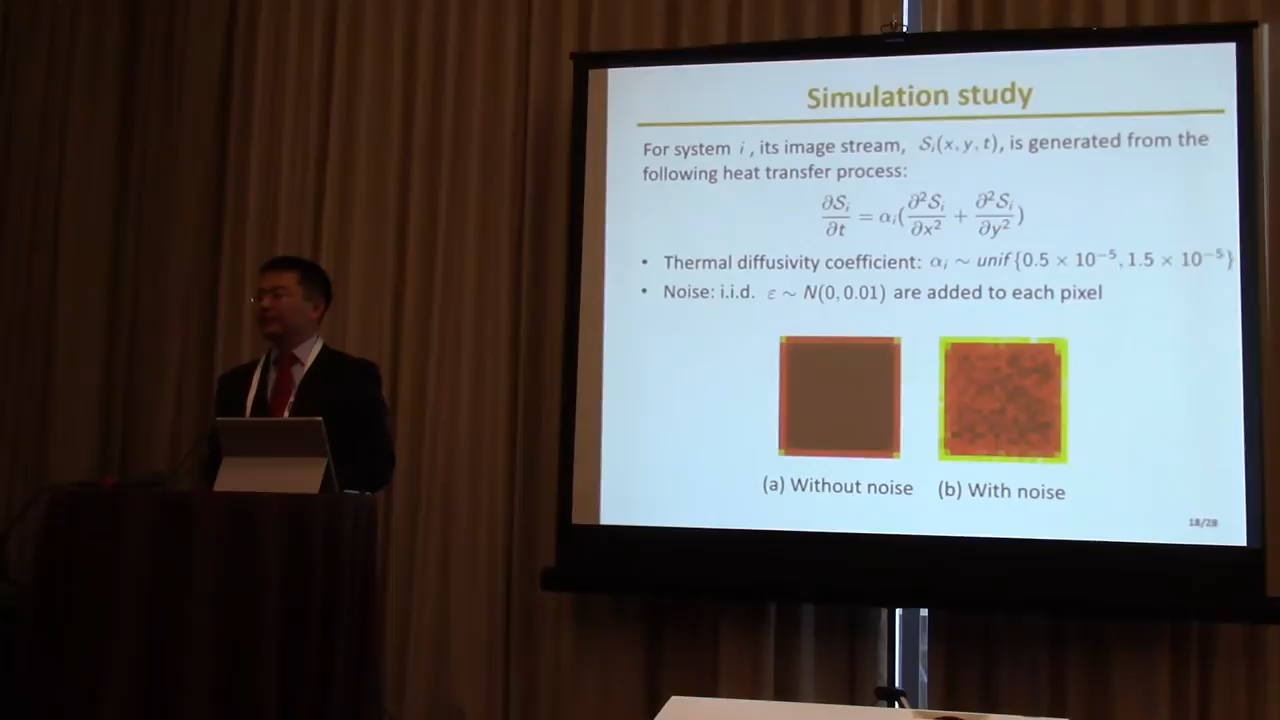 Simulation study
For system i, its image stream, Sᵢ(x, y, t), is generated from the
following heat transfer process:
∂Sᵢ/∂t = αᵢ(∂²Sᵢ/∂x² + ∂²Sᵢ/∂y²)
• Thermal diffusivity coefficient: αᵢ ~ unif{0.5 × 10⁻⁵, 1.5 × 10⁻⁵}
• Noise: i.i.d. ε ~ N(0, 0.01) are added to each pixel
(a) Without noise (b) With noise
18/28